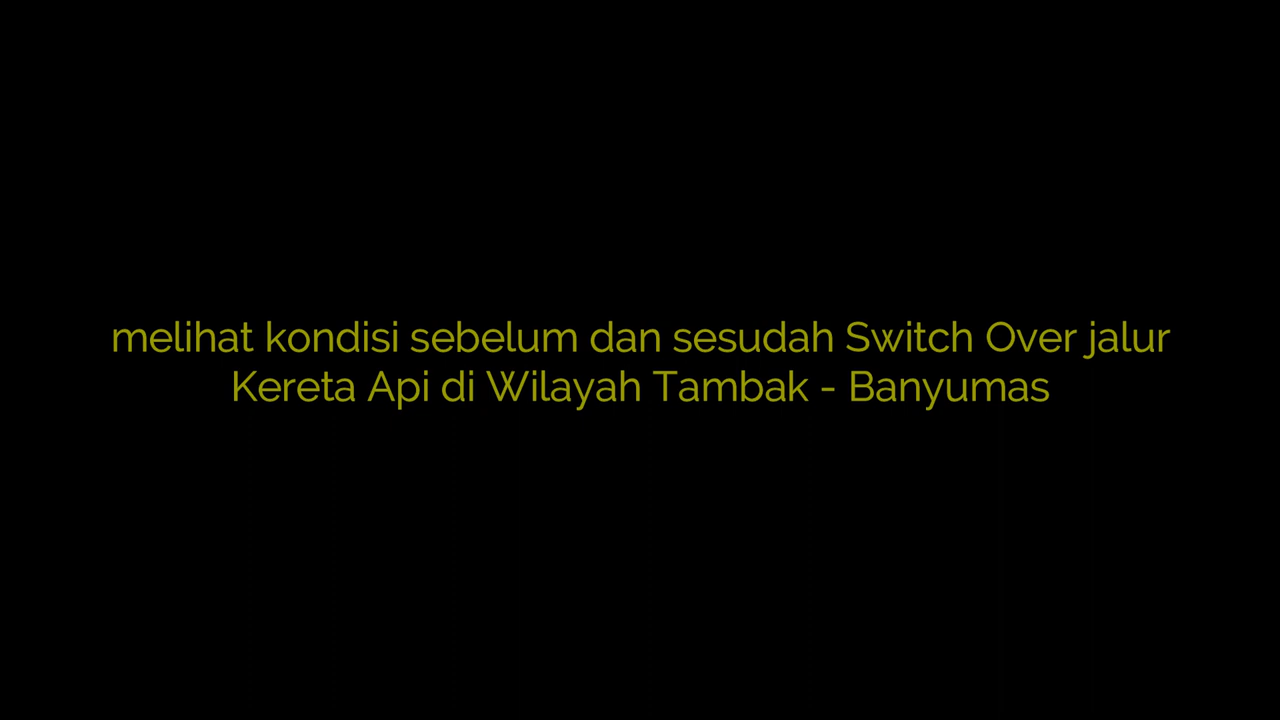 melihat kondisi sebelum dan sesudah Switch Over jalur
Kereta Api di Wilayah Tambak - Banyumas